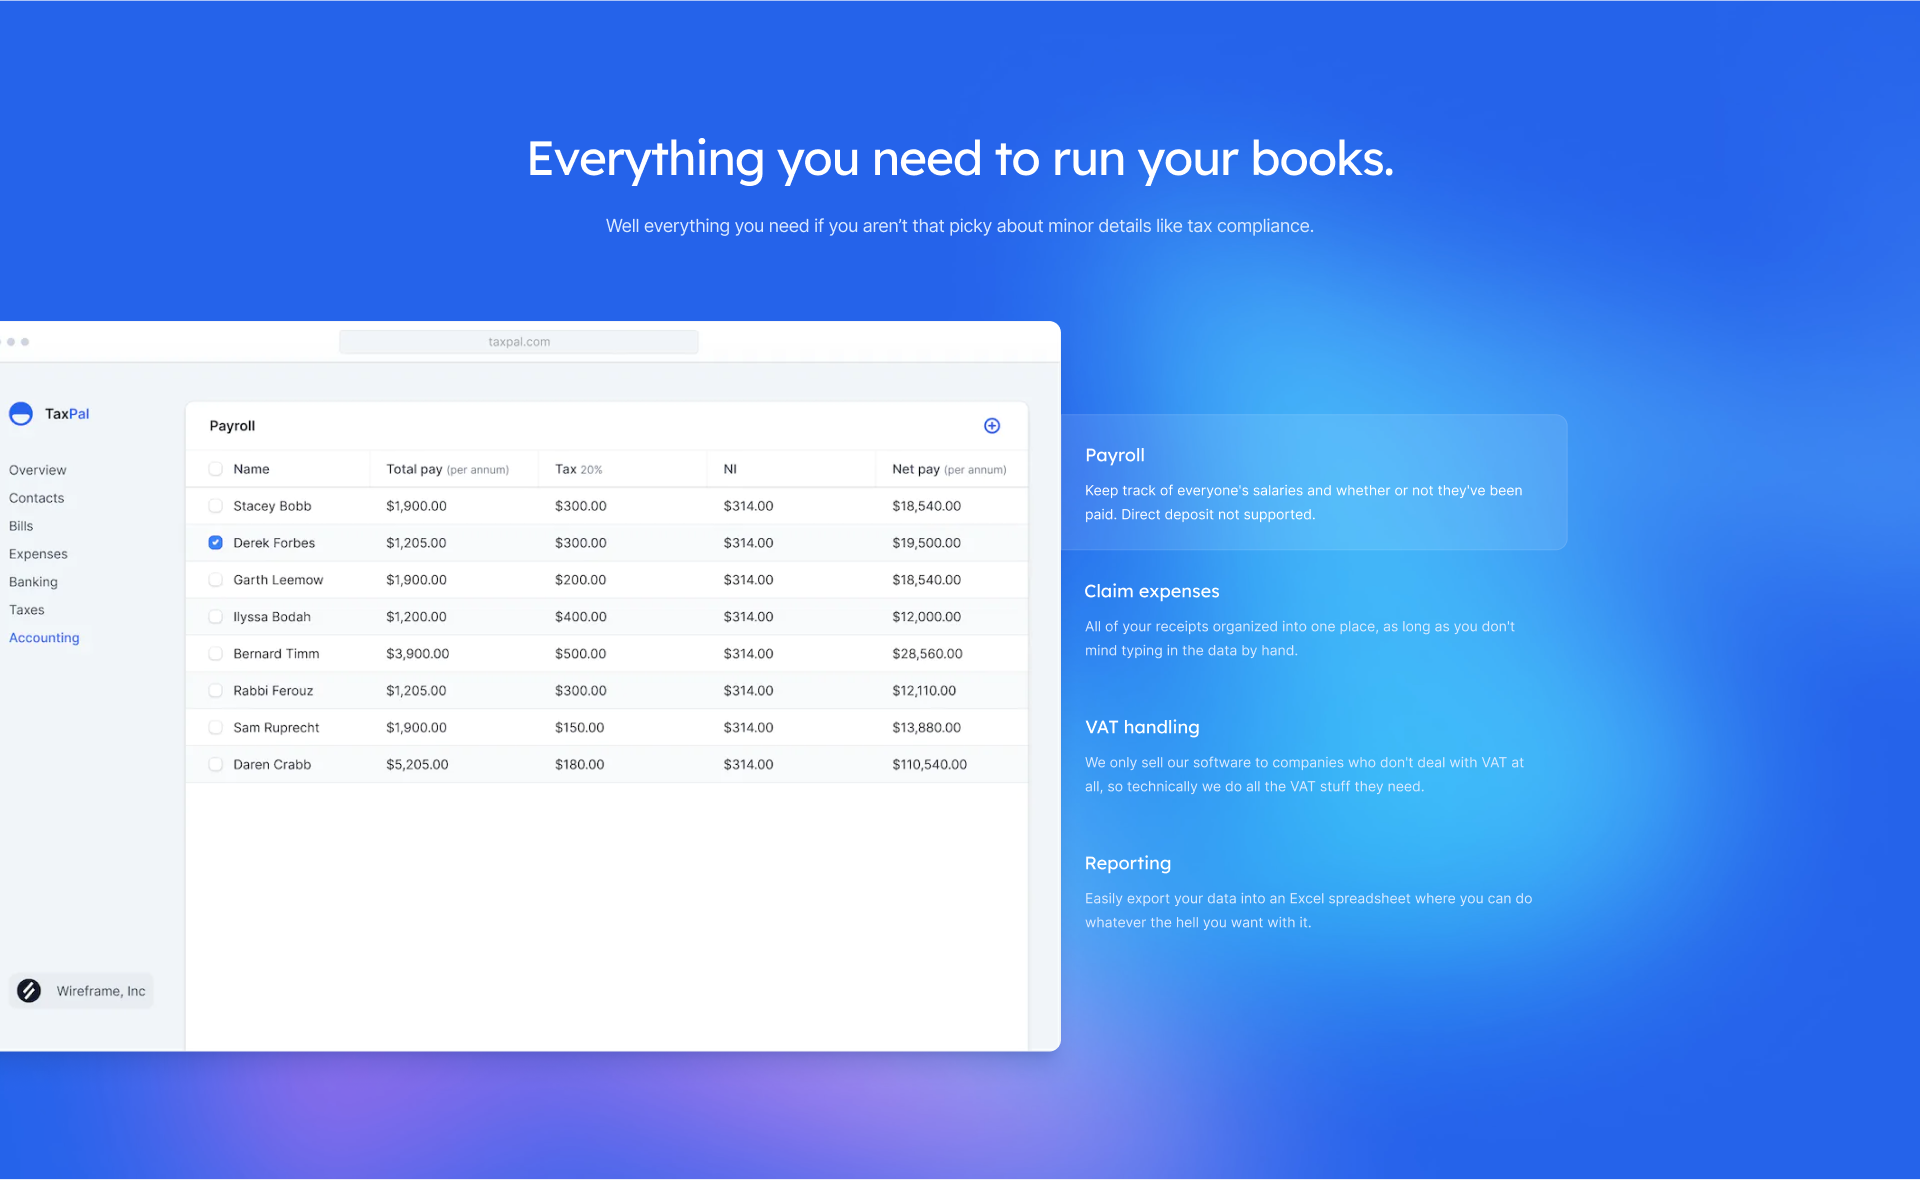 Everything you need to run your books.
Well everything you need if you aren’t that picky about minor details like tax compliance.
taxpal.com
TaxPal
Overview
Contacts
Bills
Expenses
Banking
Taxes
Accounting
Wireframe, Inc
Payroll
Name Total pay (per annum) Tax 20% NI Net pay (per annum)
Stacey Bobb $1,900.00 $300.00 $314.00 $18,540.00
Derek Forbes $1,205.00 $300.00 $314.00 $19,500.00
Garth Leemow $1,900.00 $200.00 $314.00 $18,540.00
Ilyssa Bodah $1,200.00 $400.00 $314.00 $12,000.00
Bernard Timm $3,900.00 $500.00 $314.00 $28,560.00
Rabbi Ferouz $1,205.00 $300.00 $314.00 $12,110.00
Sam Ruprecht $1,900.00 $150.00 $314.00 $13,880.00
Daren Crabb $5,205.00 $180.00 $314.00 $110,540.00
Payroll
Keep track of everyone's salaries and whether or not they've been
paid. Direct deposit not supported.
Claim expenses
All of your receipts organized into one place, as long as you don't
mind typing in the data by hand.
VAT handling
We only sell our software to companies who don't deal with VAT at
all, so technically we do all the VAT stuff they need.
Reporting
Easily export your data into an Excel spreadsheet where you can do
whatever the hell you want with it.